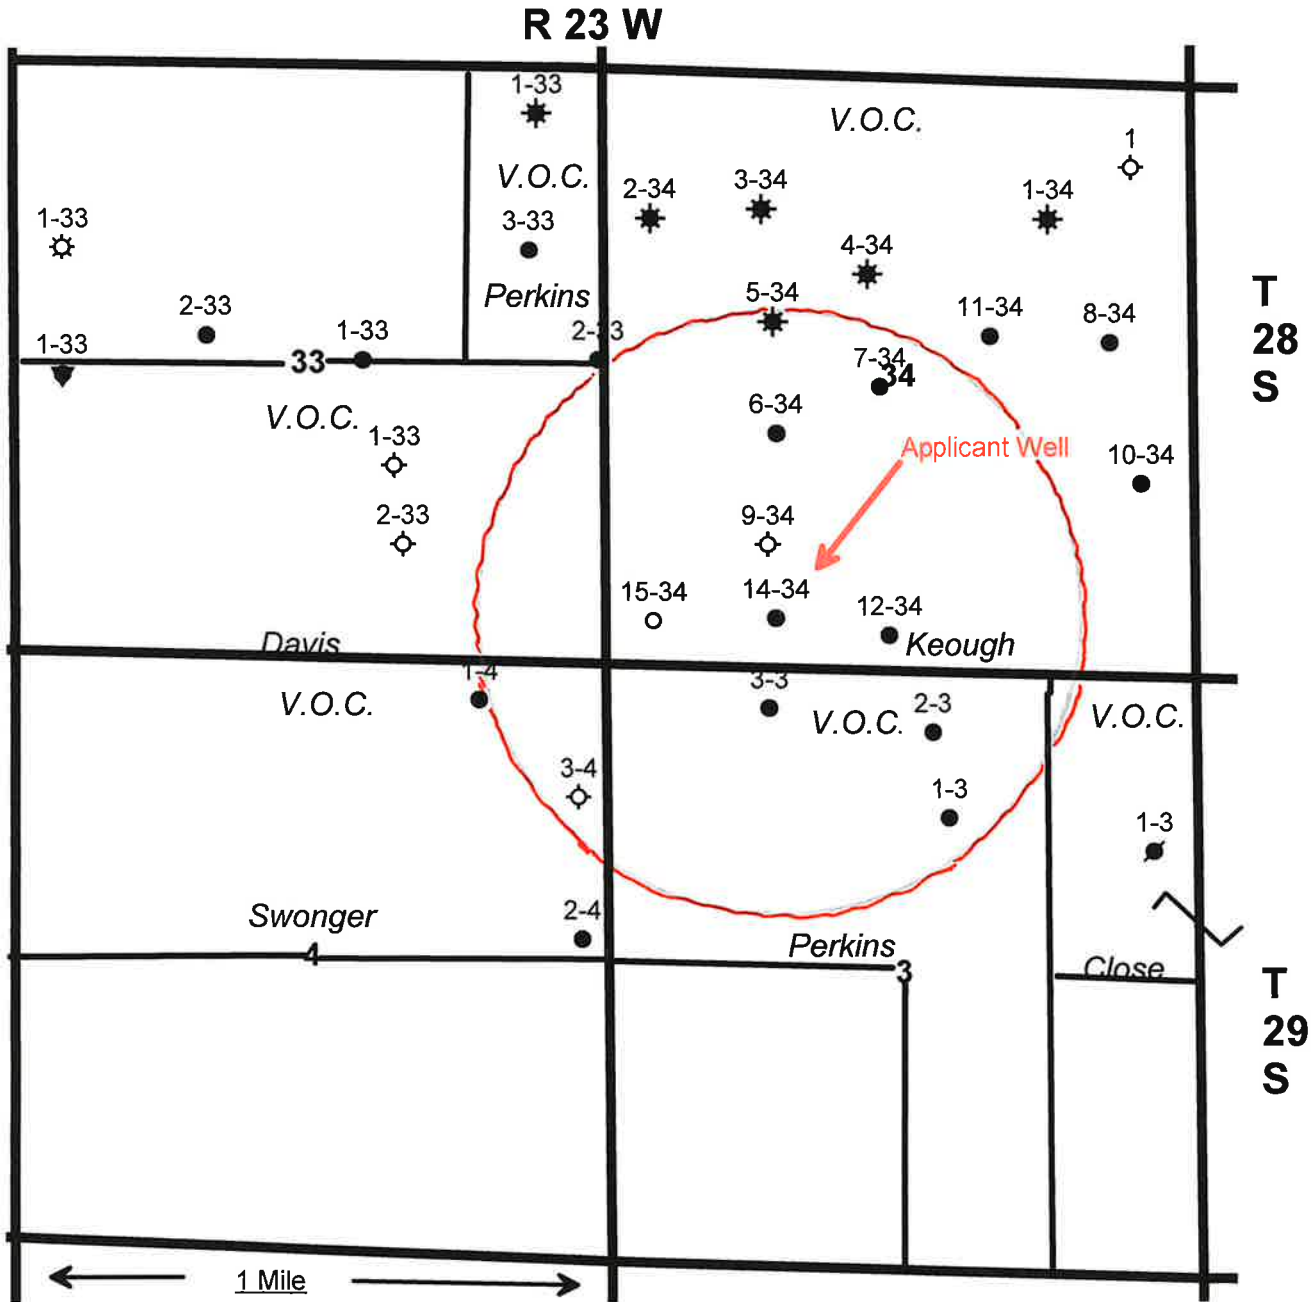 R 23 W
1-33
V.O.C.
1
V.O.C.
3-34
2-34
1-34
1-33
3-33
4-34
Perkins
5-34
T
28
S
2-33
1-33
2-33
11-34
8-34
1-33
33
7-34
34
6-34
V.O.C.
1-33
Applicant Well
10-34
2-33
9-34
15-34
14-34
12-34
Davis
Keough
1-4
3-3
V.O.C.
V.O.C.
2-3
V.O.C.
3-4
1-3
1-3
Swonger
2-4
Perkins
4
3
Close
T
29
S
1 Mile